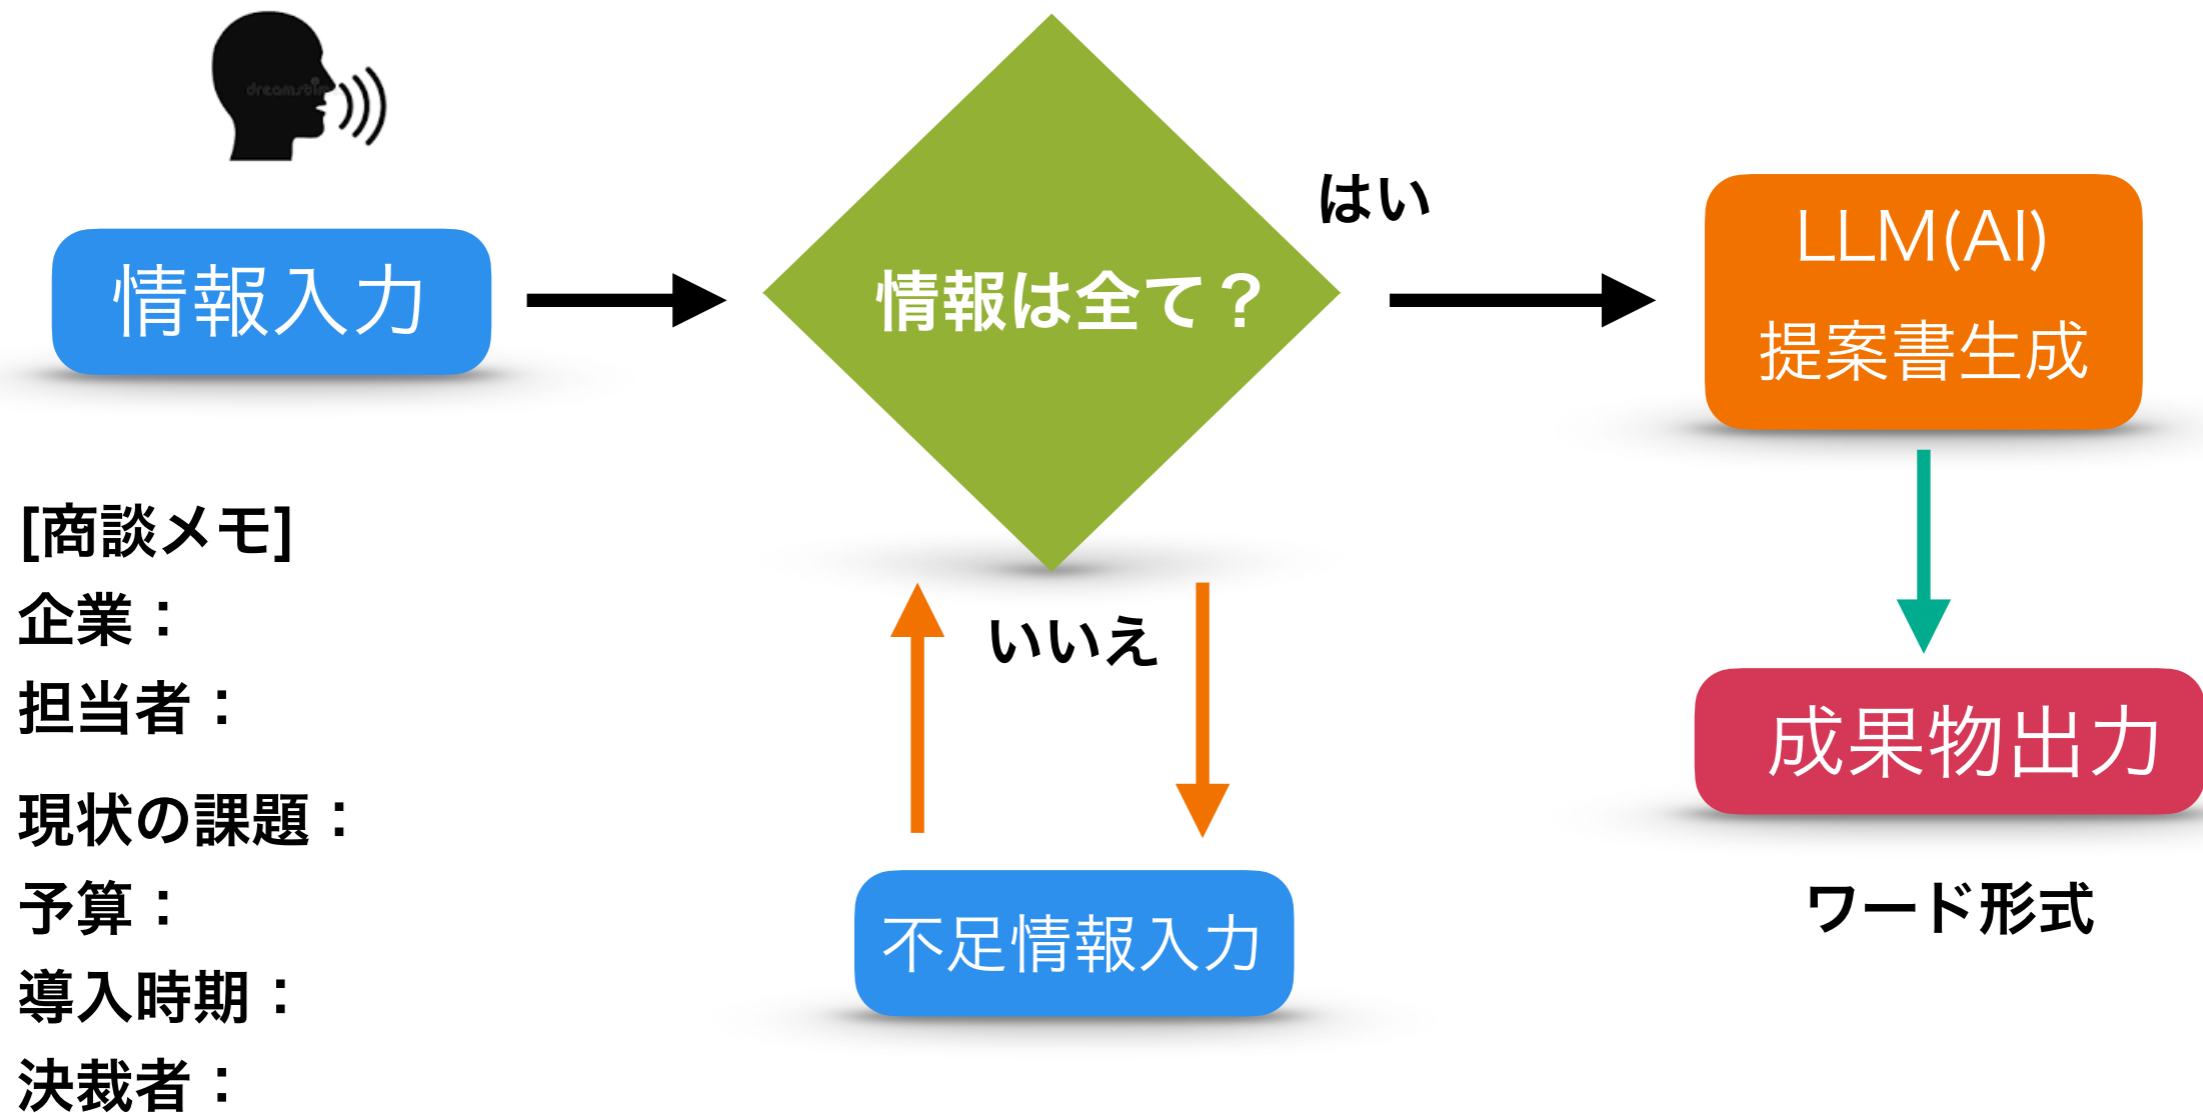 情報入力
情報は全て？
はい
LLM(AI)
提案書生成
[商談メモ]
企業：
担当者：
現状の課題：
予算：
導入時期：
決裁者：
いいえ
不足情報入力
成果物出力
ワード形式